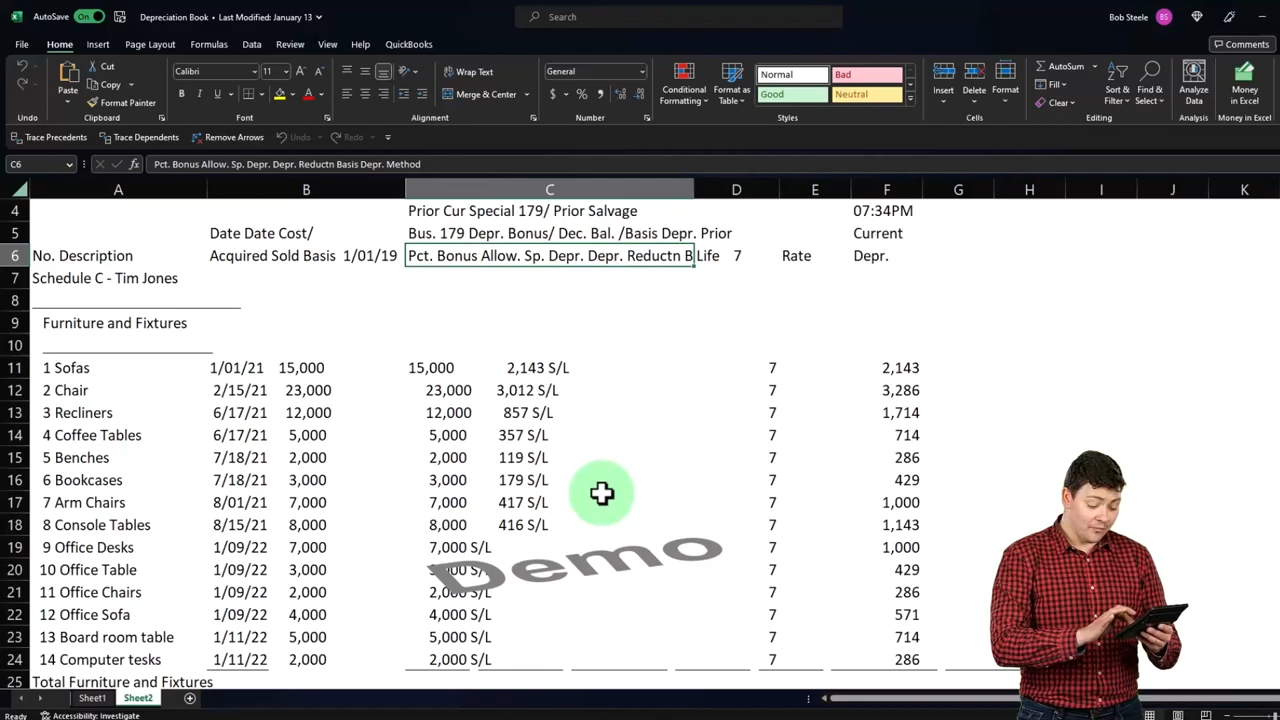 AutoSave On Depreciation Book • Last Modified: January 13 Search Bob Steele BS
File Home Insert Page Layout Formulas Data Review View Help QuickBooks Comments
Cut Calibri 11 A A Wrap Text General Normal Bad AutoSum
Paste Copy Conditional Format as Insert Delete Format Fill Sort & Find & Analyze Money
Format Painter B I U A Merge & Center $ % Formatting Table Good Neutral Clear Filter Select Data in Excel
Undo Clipboard Font Alignment Number Styles Cells Editing Analysis Money in Excel
Trace Precedents Trace Dependents Remove Arrows Undo Redo
C6 fx Pct. Bonus Allow. Sp. Depr. Depr. Reductn Basis Depr. Method
A B C D E F G H I J K
4 Prior Cur Special 179/ Prior Salvage 07:34PM
5 Date Date Cost/ Bus. 179 Depr. Bonus/ Dec. Bal. /Basis Depr. Prior Current
6 No. Description Acquired Sold Basis 1/01/19 Pct. Bonus Allow. Sp. Depr. Depr. Reductn B Life 7 Rate Depr.
7 Schedule C - Tim Jones
8
9 Furniture and Fixtures
10
11 1 Sofas 1/01/21 15,000 15,000 2,143 S/L 7 2,143
12 2 Chair 2/15/21 23,000 23,000 3,012 S/L 7 3,286
13 3 Recliners 6/17/21 12,000 12,000 857 S/L 7 1,714
14 4 Coffee Tables 6/17/21 5,000 5,000 357 S/L 7 714
15 5 Benches 7/18/21 2,000 2,000 119 S/L 7 286
16 6 Bookcases 7/18/21 3,000 3,000 179 S/L 7 429
17 7 Arm Chairs 8/01/21 7,000 7,000 417 S/L 7 1,000
18 8 Console Tables 8/15/21 8,000 8,000 416 S/L 7 1,143
19 9 Office Desks 1/09/22 7,000 7,000 S/L 7 1,000
Demo
20 10 Office Table 1/09/22 3,000 3,000 S/L 7 429
21 11 Office Chairs 1/09/22 2,000 2,000 S/L 7 286
22 12 Office Sofa 1/09/22 4,000 4,000 S/L 7 571
23 13 Board room table 1/11/22 5,000 5,000 S/L 7 714
24 14 Computer tesks 1/11/22 2,000 2,000 S/L 7 286
25 Total Furniture and Fixtures
Sheet1 Sheet2
Ready Accessibility: Investigate